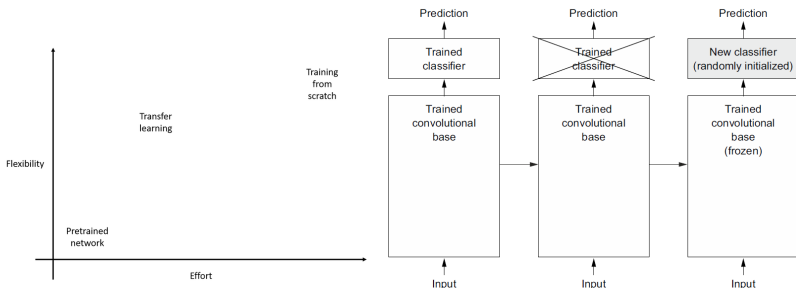 Flexibility
Training
from
scratch
Transfer
learning
Pretrained
network
Effort
Prediction
Trained
classifier
Trained
convolutional
base
Input
Prediction
Trained
classifier
Trained
convolutional
base
Input
Prediction
New classifier
(randomly initialized)
Trained
convolutional
base
(frozen)
Input